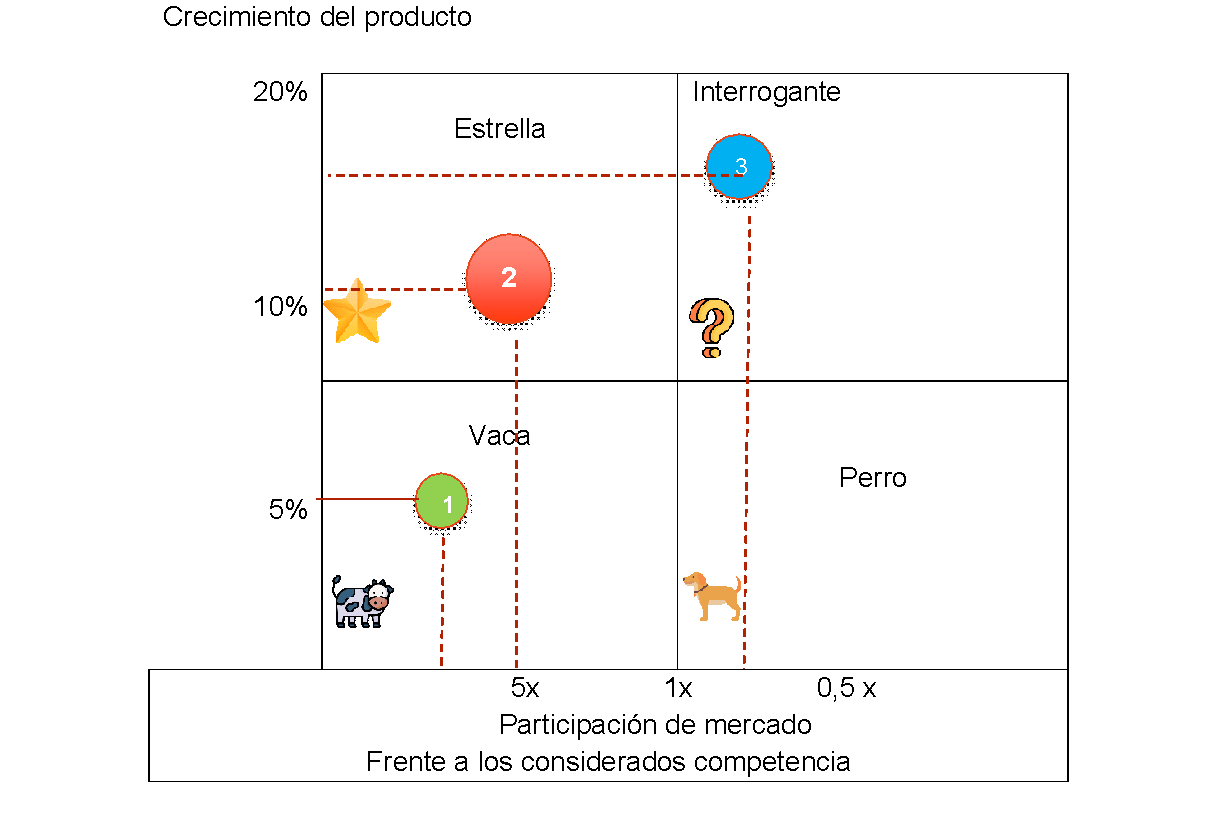 Crecimiento del producto
20%
Interrogante
Estrella
3
2
10%
Vaca
Perro
1
5%
5x 1x 0,5 x
Participación de mercado
Frente a los considerados competencia